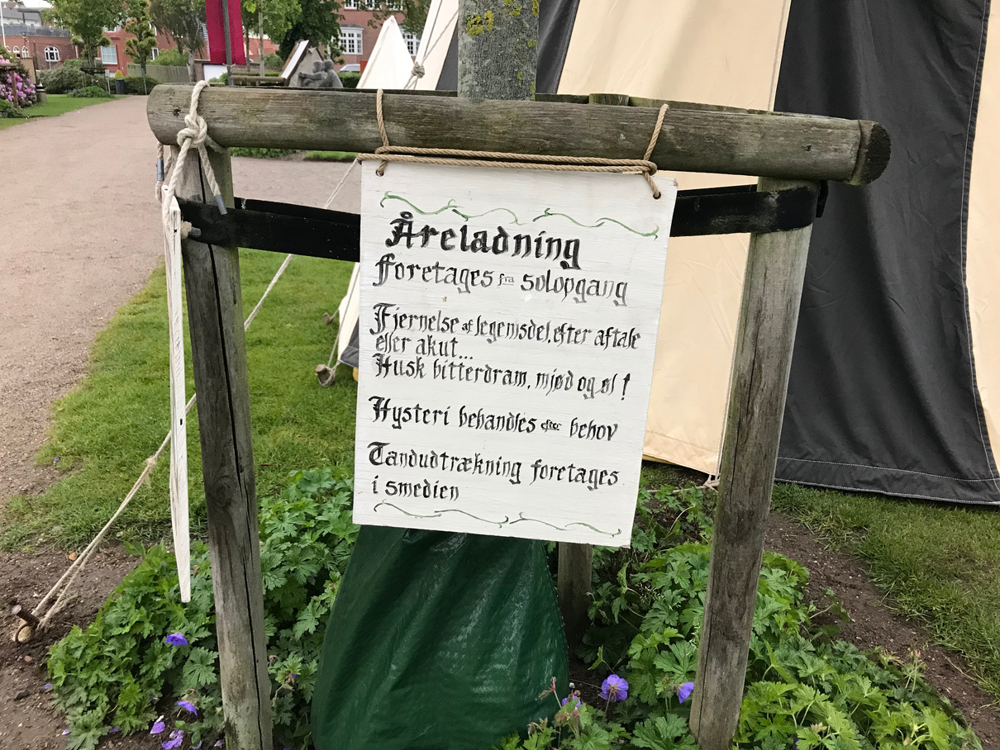 Åreladning
foretages fra solopgang
Fjernelse af legemsdel, efter aftale
eller akut...
Husk bitterdram, mjød og øl !
Hysteri behandles efter behov
Tandudtrækning foretages
i smedien